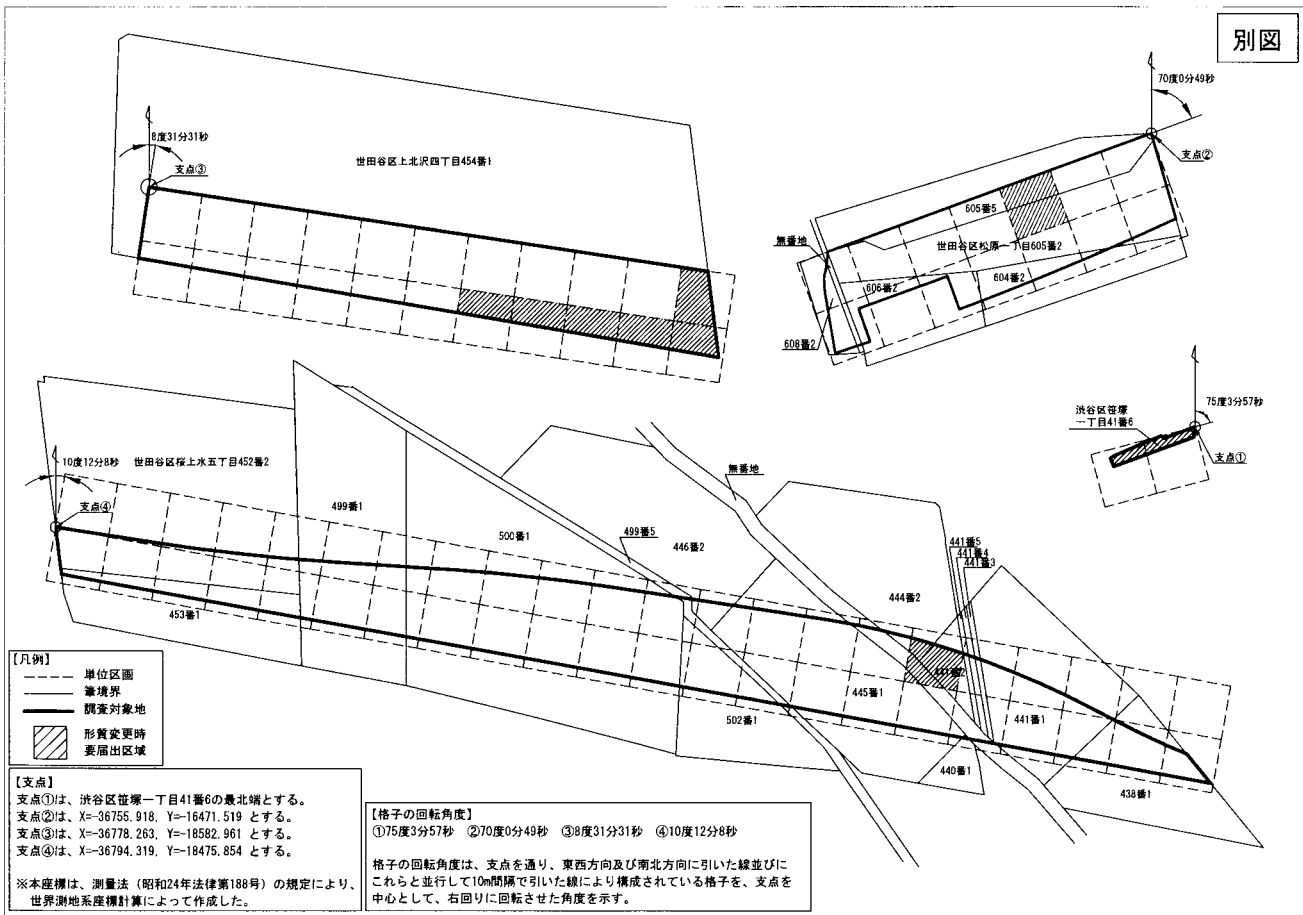 別図
8度31分31秒
支点③
世田谷区上北沢四丁目454番1
70度0分49秒
支点②
605番5
無番地
世田谷区松原一丁目605番2
606番2
604番2
608番2
渋谷区笹塚
一丁目41番6
75度3分57秒
支点①
10度12分8秒
世田谷区桜上水五丁目452番2
支点④
499番1
500番1
499番5
446番2
無番地
441番5
441番4
441番3
444番2
453番1
445番1
441番2
441番1
502番1
440番1
438番1
【凡例】
単位区画
筆境界
調査対象地
形質変更時
要届出区域
【支点】
支点①は、渋谷区笹塚一丁目41番6の最北端とする。
支点②は、X=-36755.918, Y=-16471.519 とする。
支点③は、X=-36778.263, Y=-18582.961 とする。
支点④は、X=-36794.319, Y=-18475.854 とする。
※本座標は、測量法（昭和24年法律第188号）の規定により、
世界測地系座標計算によって作成した。
【格子の回転角度】
①75度3分57秒 ②70度0分49秒 ③8度31分31秒 ④10度12分8秒
格子の回転角度は、支点を通り、東西方向及び南北方向に引いた線並びに
これらと並行して10m間隔で引いた線により構成されている格子を、支点を
中心として、右回りに回転させた角度を示す。